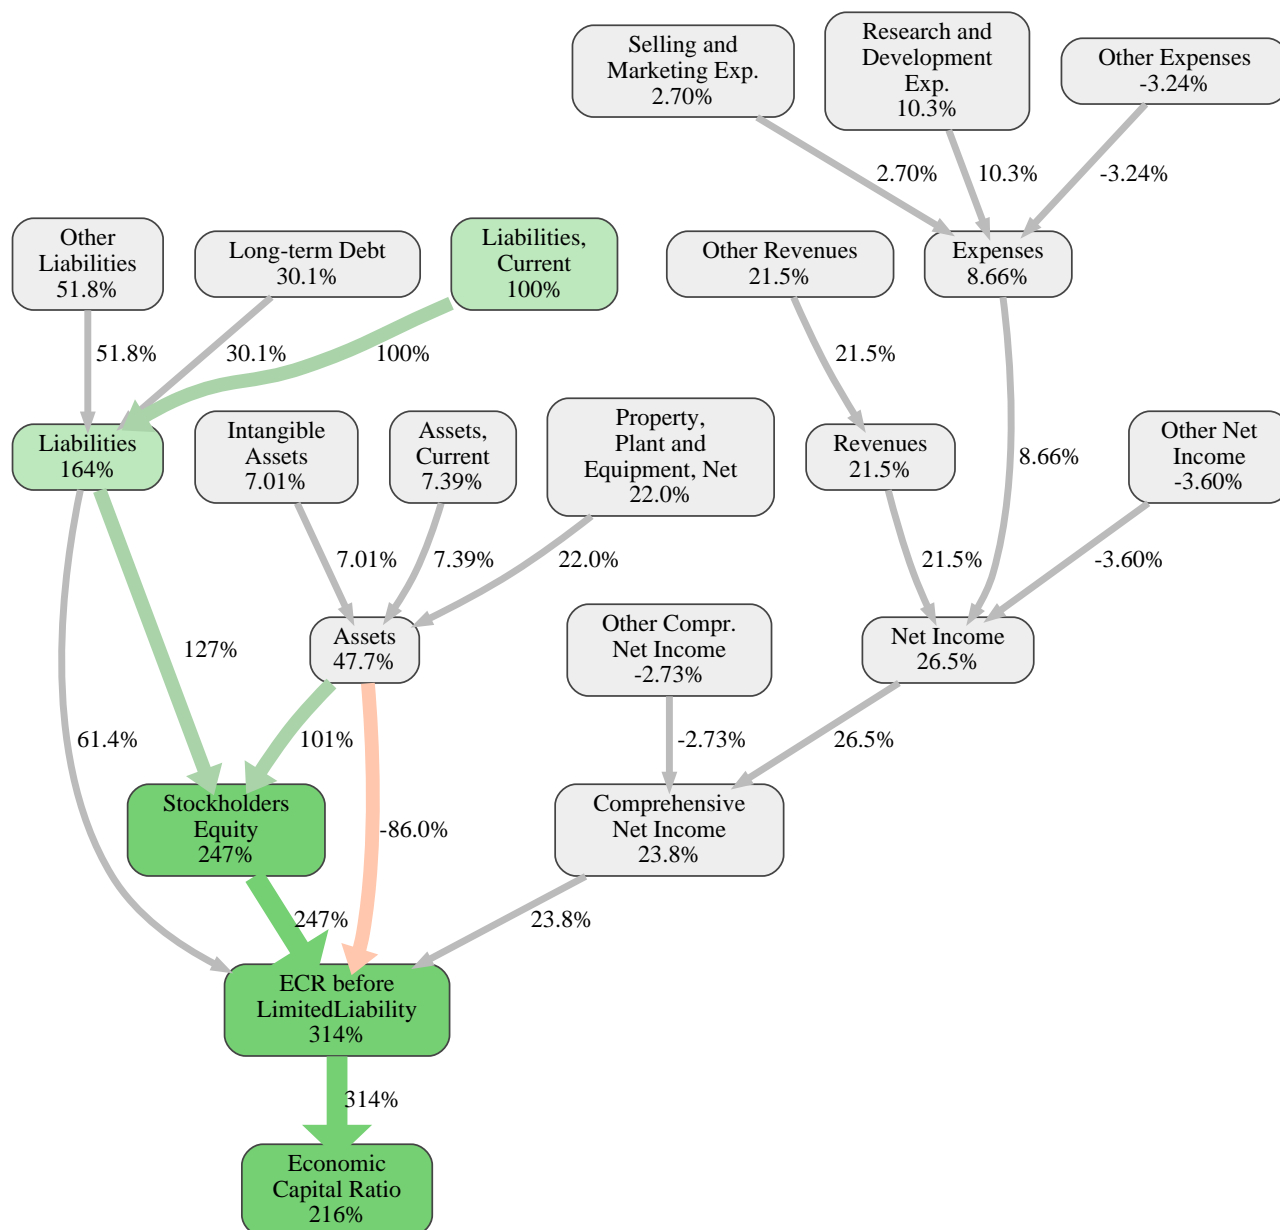 Selling and
Marketing Exp.
2.70%
Research and
Development
Exp.
10.3%
Other Expenses
-3.24%
2.70%
10.3%
-3.24%
Other
Liabilities
51.8%
Long-term Debt
30.1%
Liabilities,
Current
100%
Other Revenues
21.5%
Expenses
8.66%
51.8%
30.1%
100%
21.5%
Liabilities
164%
Intangible
Assets
7.01%
Assets,
Current
7.39%
Property,
Plant and
Equipment, Net
22.0%
Revenues
21.5%
8.66%
Other Net
Income
-3.60%
7.01%
7.39%
22.0%
21.5%
-3.60%
127%
Assets
47.7%
Other Compr.
Net Income
-2.73%
Net Income
26.5%
61.4%
101%
-2.73%
26.5%
Stockholders
Equity
247%
-86.0%
Comprehensive
Net Income
23.8%
247%
23.8%
ECR before
LimitedLiability
314%
314%
Economic
Capital Ratio
216%